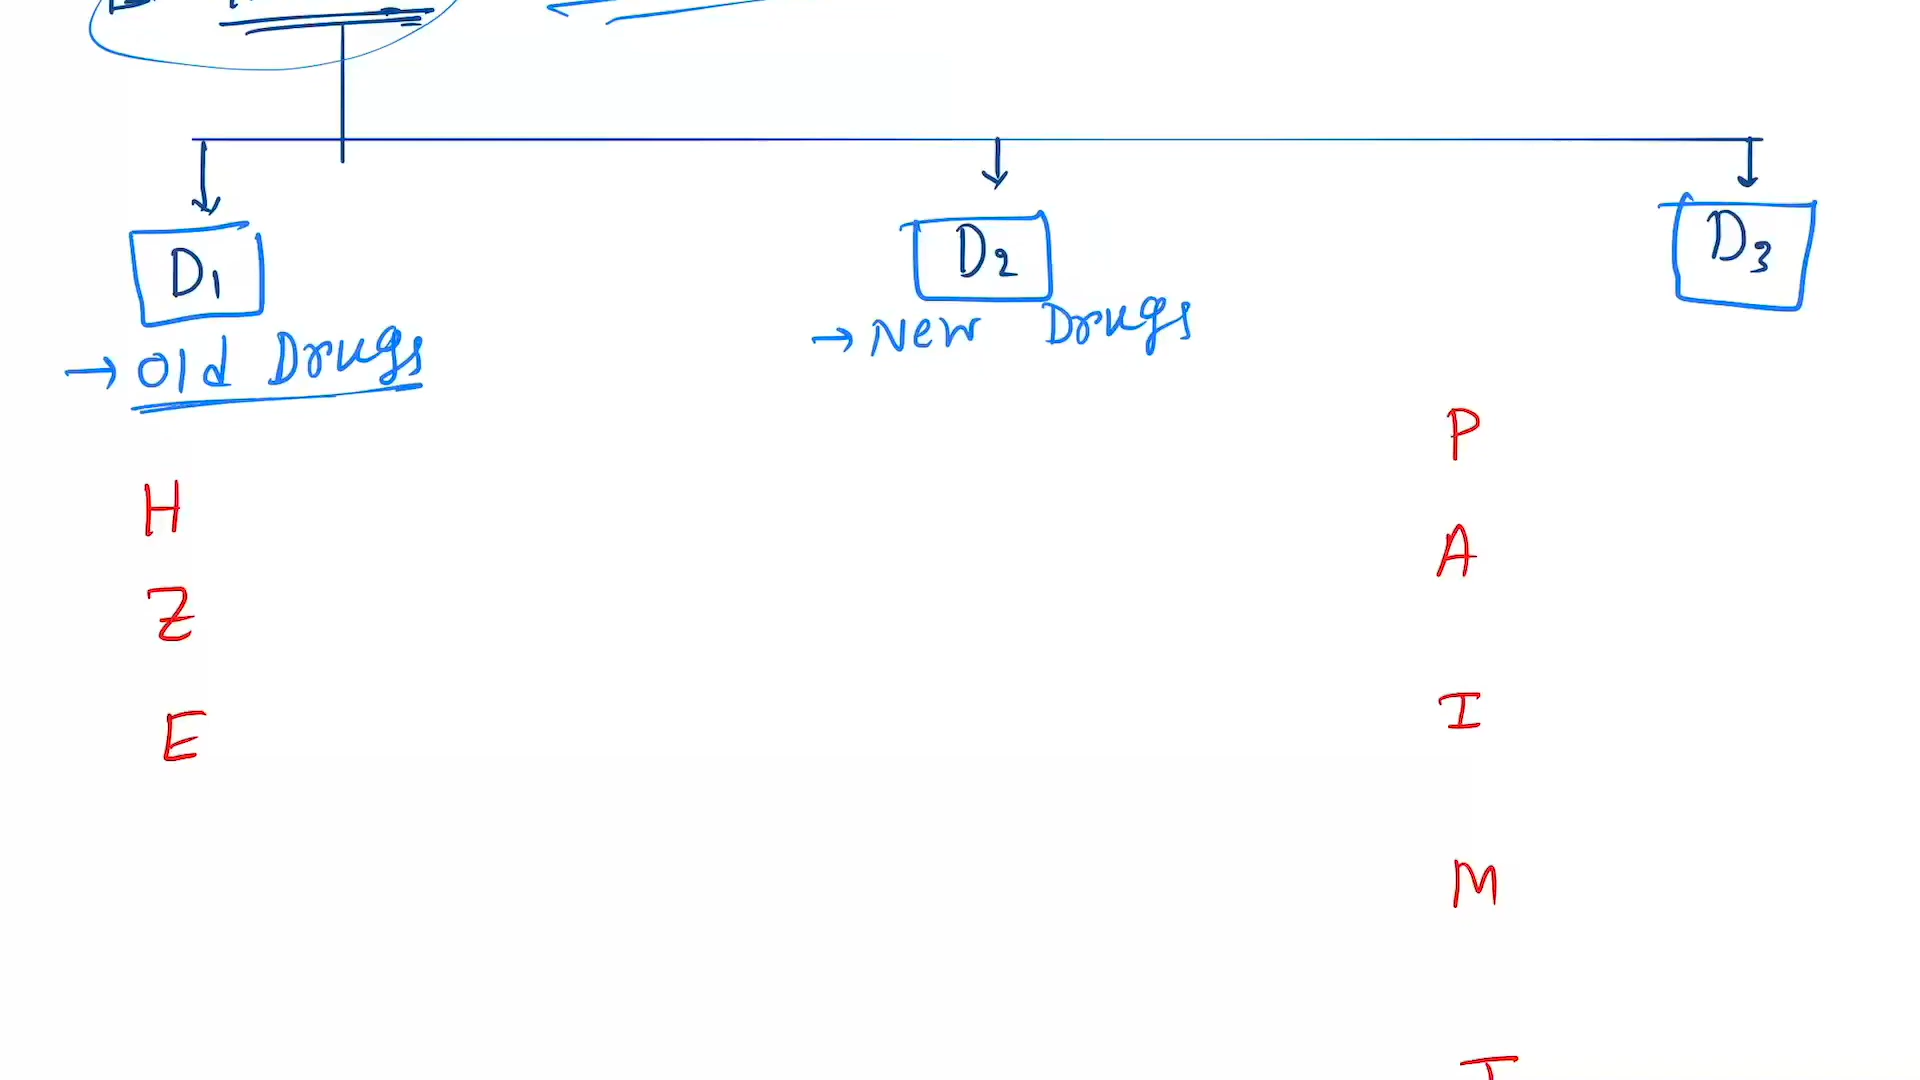 D1 D2 D3
→ Old Drugs → New Drugs
P
H
A
Z
I
E
M